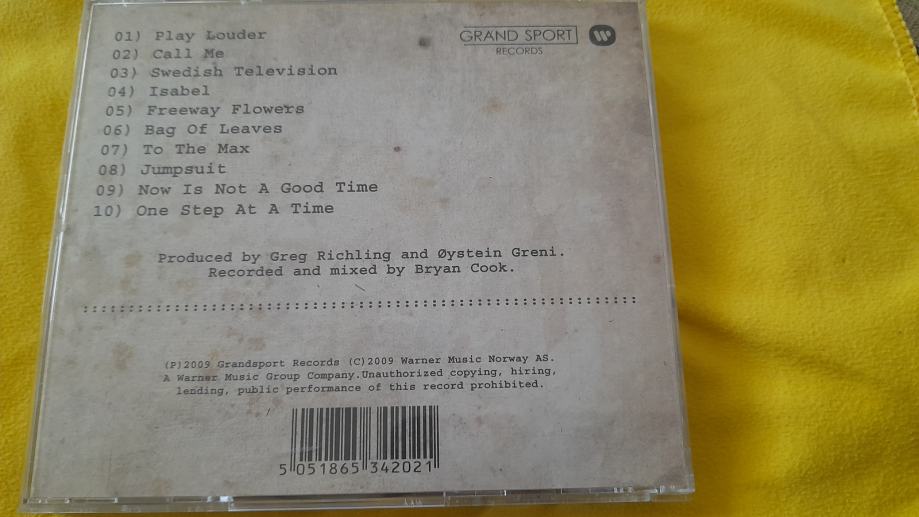 01) Play Louder
02) Call Me
03) Swedish Television
04) Isabel
05) Freeway Flowers
06) Bag Of Leaves
07) To The Max
08) Jumpsuit
09) Now Is Not A Good Time
10) One Step At A Time
GRAND SPORT
RECORDS
Produced by Greg Richling and Øystein Greni.
Recorded and mixed by Bryan Cook.
(P)2009 Grandsport Records (C)2009 Warner Music Norway AS.
A Warner Music Group Company.Unauthorized copying, hiring,
lending, public performance of this record prohibited.
5 051865 342021